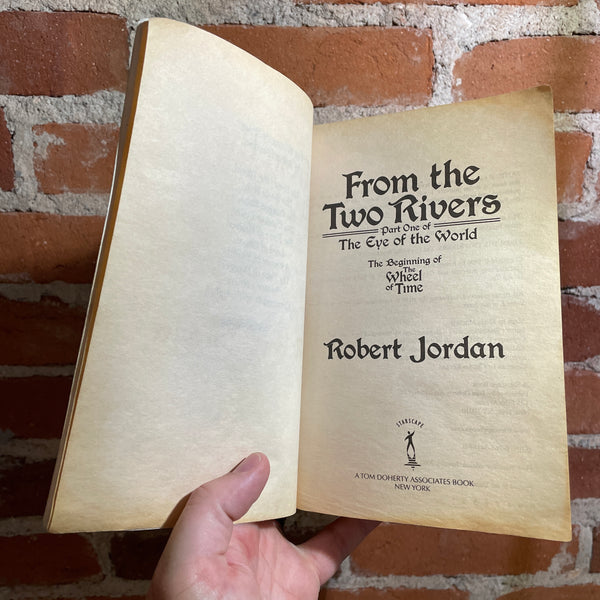 From the
Two Rivers
Part One of
The Eye of the World
The Beginning of
The
Wheel
of Time
Robert Jordan
STARSCAPE
A TOM DOHERTY ASSOCIATES BOOK
NEW YORK